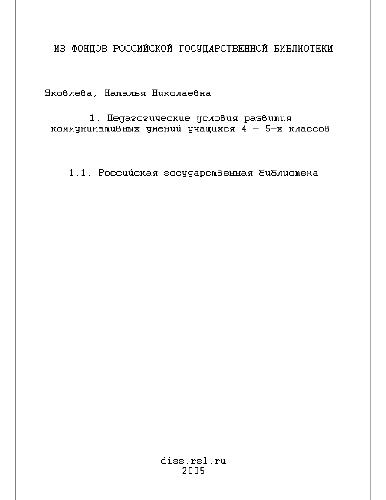 ИЗ ФОНДОВ РОССИЙСКОЙ ГОСУДАРСТВЕННОЙ БИБЛИОТЕКИ
Яковлева, Наталья Николаевна
1. Педагогические условия развития
коммуникативных умений учащихся 4 - 5-х классов
1.1. Российская государственная библиотека
diss.rsl.ru
2005